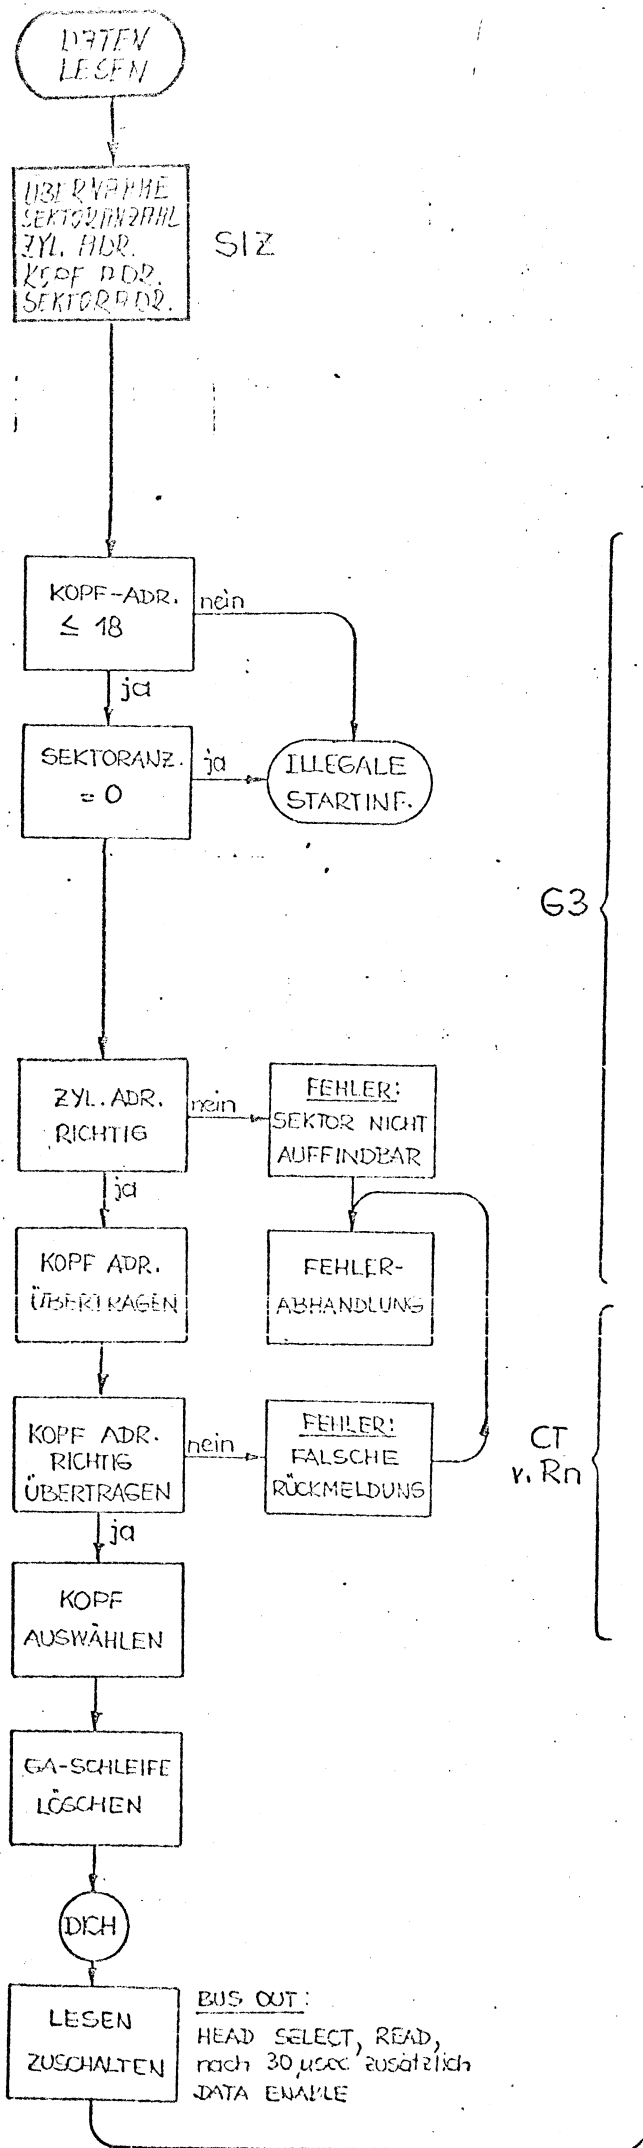 DATEN
LESEN
ÜBERNAHME
SEKTORANZAHL
ZYL. ADR.
KOPF ADR.
SEKTORADR.
SIZ
KOPF-ADR.
≤ 18
nein
ja
SEKTORANZ.
= 0
ja
ILLEGALE
STARTINF.
G3
ZYL. ADR.
RICHTIG
nein
FEHLER:
SEKTOR NICHT
AUFFINDBAR
ja
KOPF ADR.
ÜBERTRAGEN
FEHLER-
ABHANDLUNG
KOPF ADR.
RICHTIG
ÜBERTRAGEN
nein
FEHLER:
FALSCHE
RÜCKMELDUNG
CT
v. Rn
ja
KOPF
AUSWÄHLEN
GA-SCHLEIFE
LÖSCHEN
DICH
LESEN
ZUSCHALTEN
BUS OUT:
HEAD SELECT, READ,
nach 30 µsec zusätzlich
DATA ENABLE